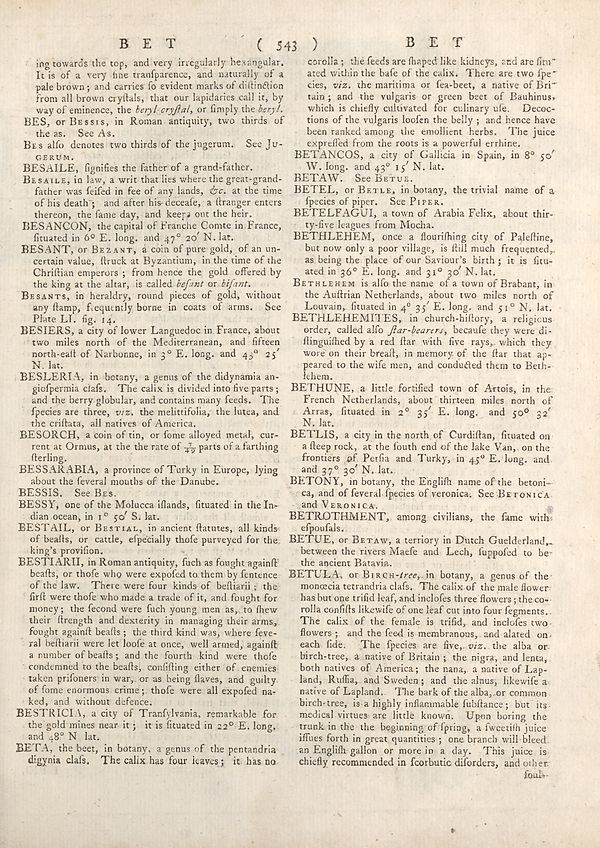 B E T ( 543 ) B E T
ing towards the top, and very irregularly hexangular.
It is of a very fine tranſparence, and naturally of a
pale brown; and carries ſo evident marks of diſtinction
from all brown cryſtals, that our lapidaries call it, by
way of eminence, the beryl-cryſtal, or ſimply the beryl.
BES, or Bessis, in Roman antiquity, two thirds of
the as. See As.
Bes alſo denotes two thirds of the jugerum. See Ju-
gerum.
BESAILE, ſignifies the father of a grand-father.
Besaile, in law, a writ that lies where the great-grand-
father was ſeiſed in fee of any lands, &c. at the time
of his death; and after his deceaſe, a ſtranger enters
thereon, the ſame day, and keeps out the heir.
BESANCON, the capital of Franche Comte in France,
ſituated in 6° E. long. and 47° 20′ N. lat.
BESANT, or Bezant, a coin of pure gold, of an un-
certain value, ſtruck at Byzantium, in the time of the
Chriſtian emperors; from hence the gold offered by
the king at the altar, is called beſant or biſant.
Besants, in heraldry, round pieces of gold, without
any ſtamp, frequently borne in coats of arms. See
Plate LI. fig. 14.
BESIERS, a city of lower Languedoc in France, about
two miles north of the Mediterranean, and fifteen
north-eaſt of Narbonne, in 3° E. long. and 43° 25′
N. lat.
BESLERIA, in botany, a genus of the didynamia an-
gioſpermia claſs. The calix is divided into five parts;
and the berry globular, and contains many ſeeds. The
ſpecies are three, viz. the melittifolia, the lutea, and
the criſtata, all natives of America.
BESORCH, a coin of tin, or ſome alloyed metal, cur-
rent at Ormus, at the the rate of parts of a farthing
ſterling.
BESSARABIA, a province of Turky in Europe, lying
about the ſeveral mouths of the Danube.
BESSIS. See Bes.
BESSY, one of the Molucca iſlands, ſituated in the In-
dian ocean, in 1° 50′ S. lat.
BESTAIL, or Bestial, in ancient ſtatutes, all kinds
of beaſts, or cattle, eſpecially thoſe purveyed for the
king's proviſion.
BESTIARII, in Roman antiquity, ſuch as fought againſt
beaſts, or thoſe who were expoſed to them by ſentence
of the law. There were four kinds of beſtiarii; the
firſt were thoſe who made a trade of it, and fought for
money; the ſecond were ſuch young men as, to ſhew
their ſtrength and dexterity in managing their arms,
fought againſt beaſts; the third kind was, where ſeve-
ral beſtiarii were let looſe at once, well armed, againſt
a number of beaſts; and the fourth kind were thoſe
condemned to the beaſts, conſiſting either of enemies
taken priſoners in war, or as being ſlaves, and guilty
of ſome enormous crime; thoſe were all expoſed na-
ked, and without defence.
BESTRICIA, a city of Tranſylvania, remarkable for
the gold mines near it; it is ſituated in 22° E. long.
and 48° N lat.
BETA, the beet, in botany, a genus of the pentandria
digynia claſs. The calix has four leaves; it has no
corolla; the ſeeds are ſhaped like kidneys, and are ſitu-
ated within the baſe of the calix. There are two ſpe-
cies, viz. the maritima or ſea-beet, a native of Bri-
tain; and the vulgaris or green beet of Bauhinus,
which is chiefly cultivated for culinary uſe. Decoc-
tions of the vulgaris looſen the belly; and hence have
been ranked among the emollient herbs. The juice
expreſſed from the roots is a powerful errhine.
BETANCOS, a city of Gallicia in Spain, in 8° 50′
W. long. and 43° 15′ N. lat.
BETAW. See Betue.
BETEL, or Betle, in botany, the trivial name of a
ſpecies of piper. See Piper.
BETELFAGUI, a town of Arabia Felix, about thir-
ty-five leagues from Mocha.
BETHLEHEM, once a flouriſhing city of Paleſtine,
but now only a poor village, is ſtill much frequented,
as being the place of our Saviour's birth; it is ſitu-
ated in 36° E. long. and 31° 30′ N. lat.
Bethlehem is alſo the name of a town of Brabant, in
the Auſtrian Netherlands, about two miles north of
Louvain, ſituated in 4° 35′ E. long. and 51° N. lat.
BETHLEHEMITES, in church-hiſtory, a religious
order, called alſo ſtar-bearers, becauſe they were di-
ſtinguiſhed by a red ſtar with five rays, which they
wore on their breaſt, in memory of the ſtar that ap-
peared to the wiſe men, and conducted them to Beth-
lehem.
BETHUNE, a little fortified town of Artois, in the
French Netherlands, about thirteen miles north of
Arras, ſituated in 2° 35′ E. long. and 50° 32′
N. lat.
BETLIS, a city in the north of Curdiſtan, ſituated on
a ſteep rock, at the ſouth end of the lake Van, on the
frontiers of Perſia and Turky, in 45° E. long. and
and 37° 30′ N. lat.
BETONY, in botany, the Engliſh name of the betoni-
ca, and of ſeveral ſpecies of veronica. See Betonica
and Veronica.
BETROTHMENT, among civilians, the ſame with
eſpouſals.
BETUE, or Betaw, a terriory in Dutch Guelderland,
between the rivers Maeſe and Lech, ſuppoſed to be
the ancient Batavia.
BETULA, or Birch-tree, in botany, a genus of the
monœcia tetrandria claſs. The calix of the male flower
has but one trifid leaf, and incloſes three flowers; the co-
rolla conſiſts likewiſe of one leaf cut into four ſegments.
The calix of the female is trifid, and incloſes two
flowers; and the ſeed is membranous, and alated on
each ſide. The ſpecies are five, viz. the alba or
birch-tree, a native of Britain; the nigra, and lenta,
both natives of America; the nana, a native of Lap-
land, Ruſſia, and Sweden; and the alnus, likewiſe a
native of Lapland. The bark of the alba, or common
birch-tree, is a highly inflammable ſubſtance; but its
medical virtues are little known. Upon boring the
trunk in the the beginning of ſpring, a ſweetiſh juice
iſſues forth in great quantities; one branch will bleed
an Engliſh gallon or more in a day. This juice is
chiefly recommended in ſcorbutic diſorders, and other
foul-